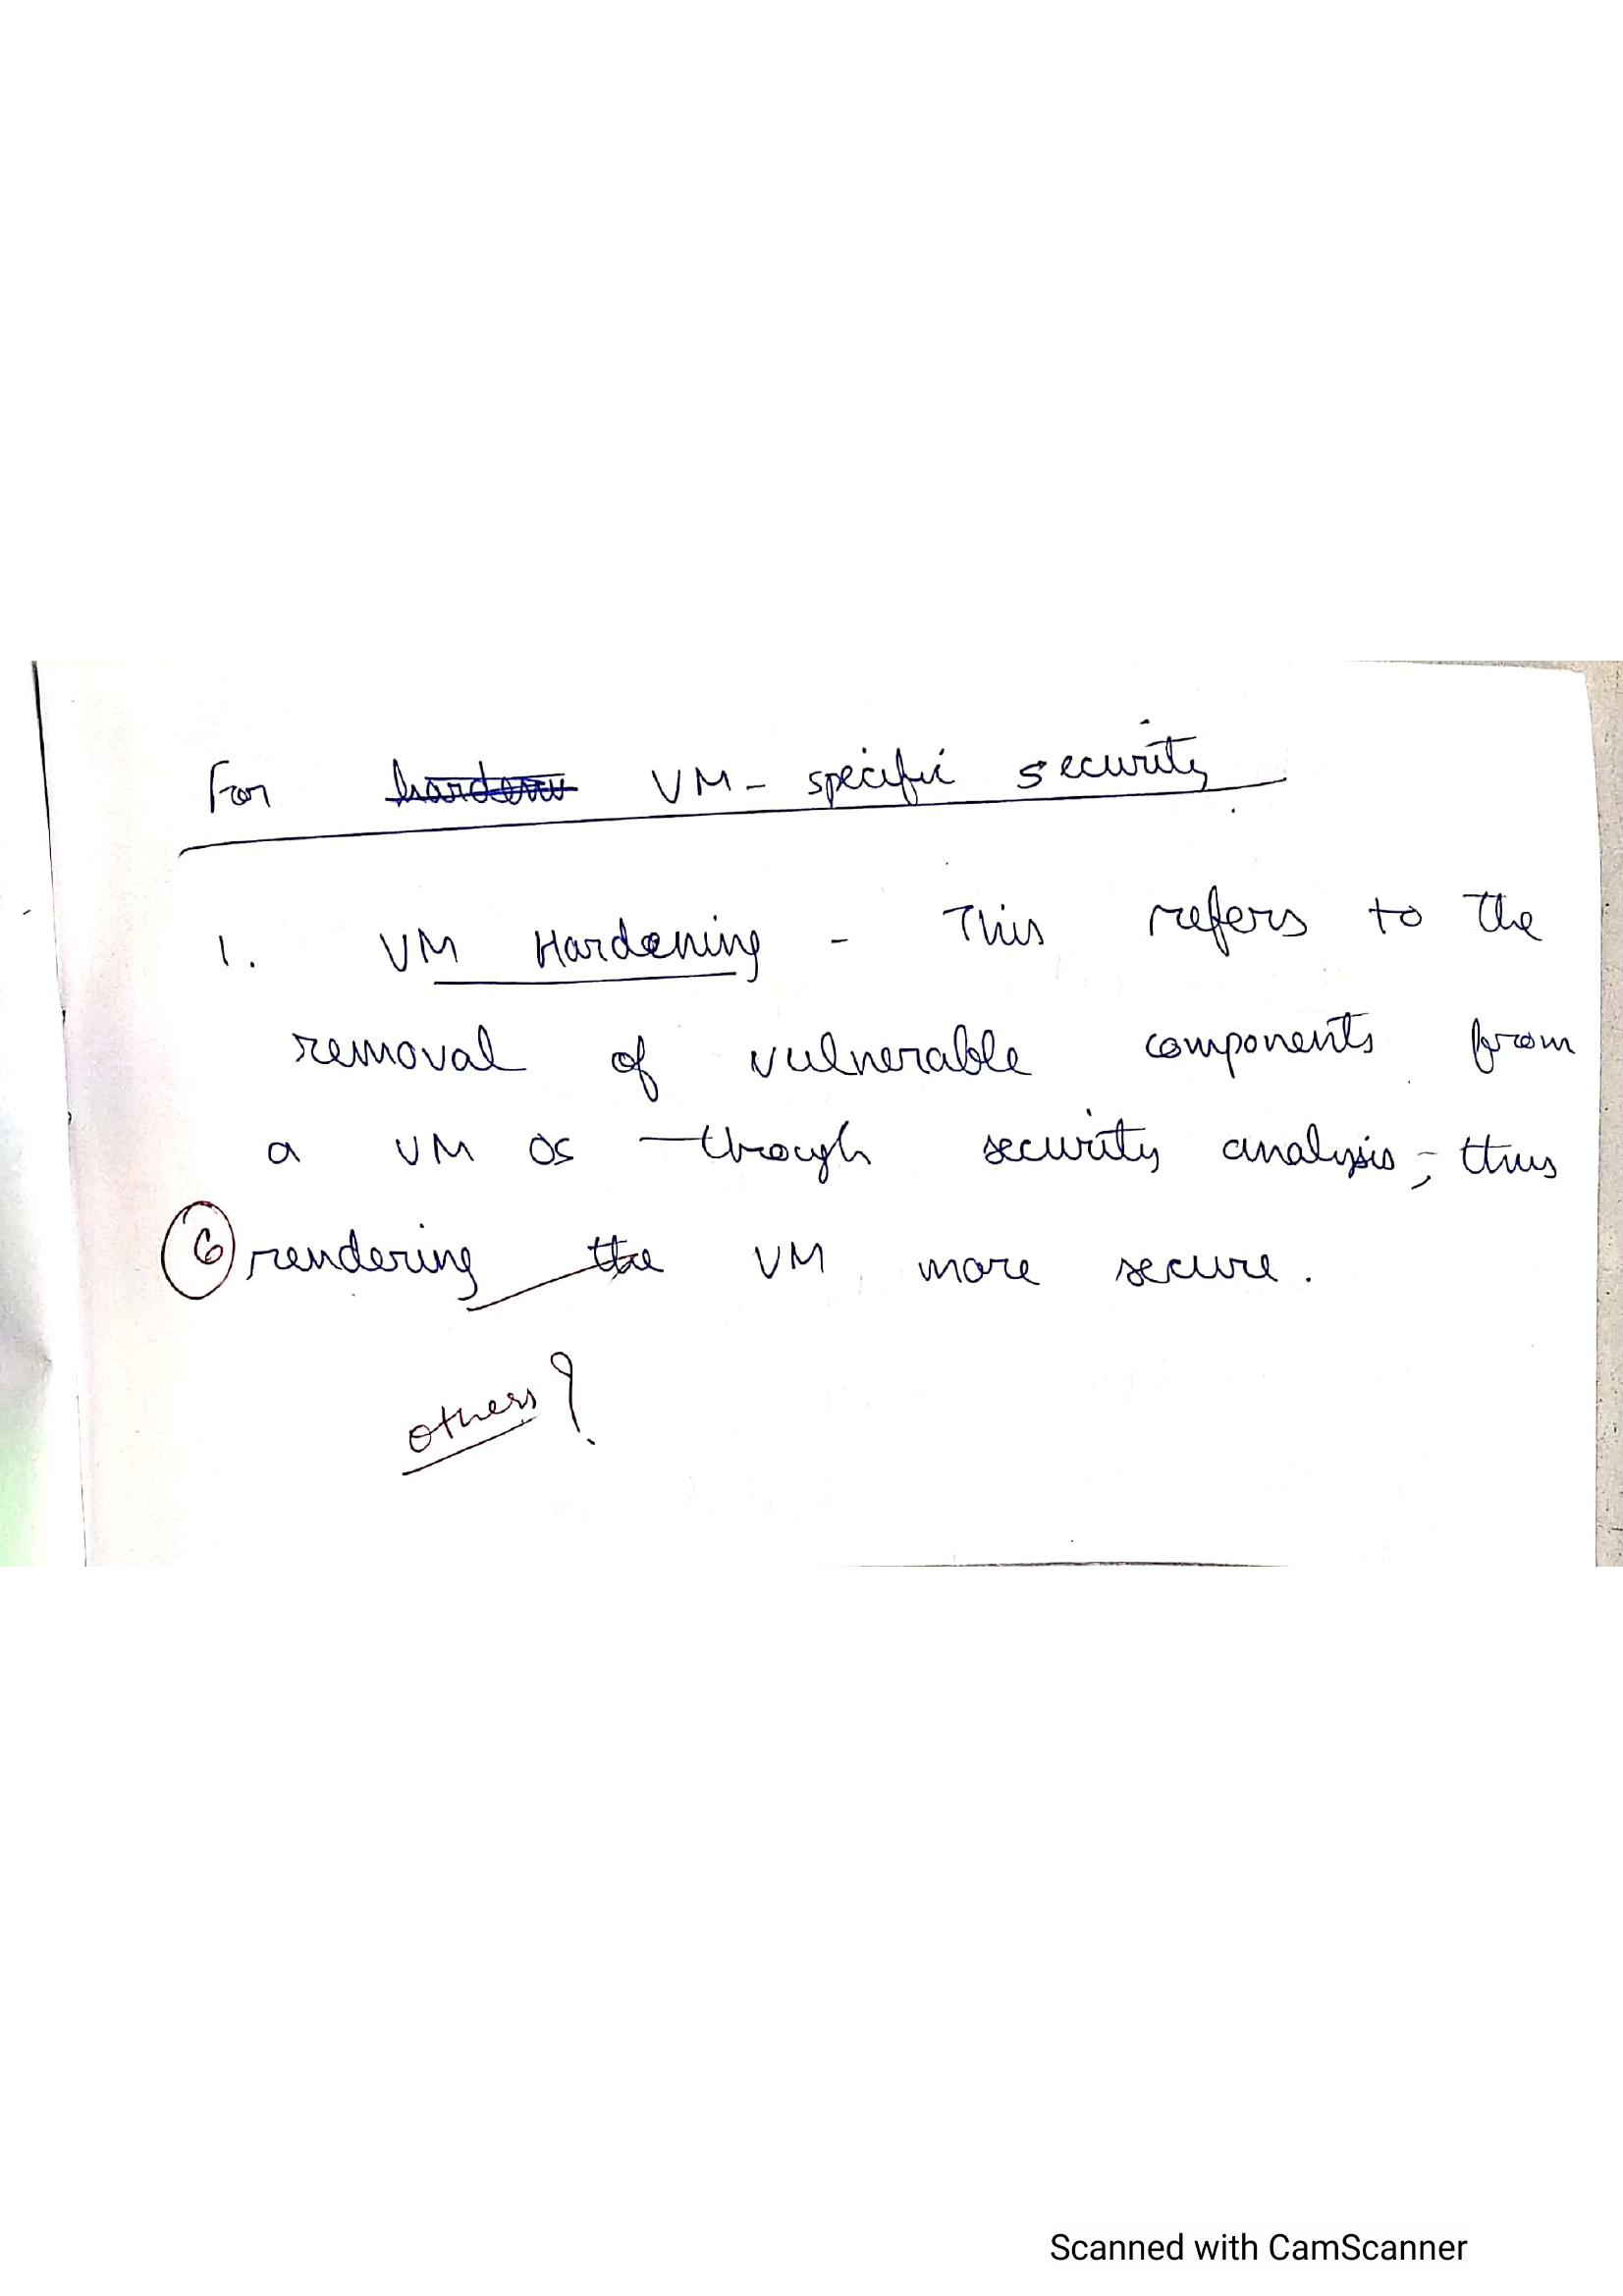 For harden VM- specific security
1. VM Hardening - This refers to the
removal of vulnerable components from
a VM OS through security analysis, thus
6 rendering the VM more secure.
others?
Scanned with CamScanner